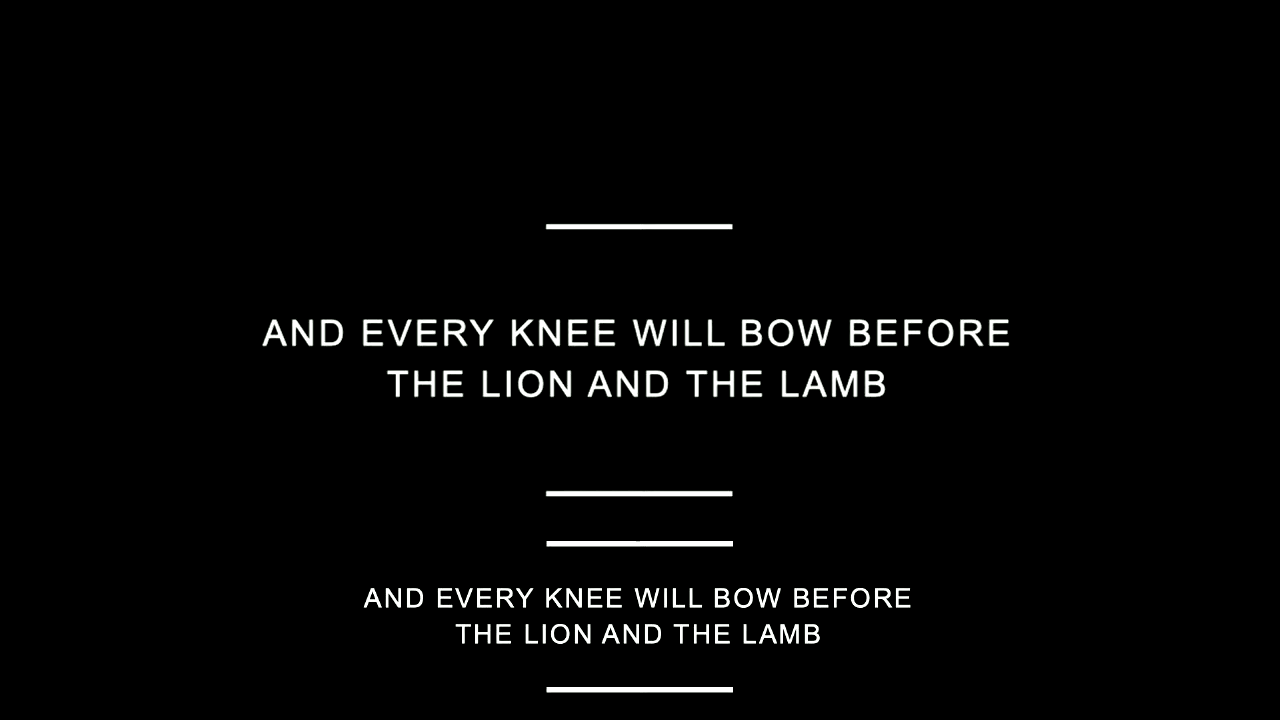 AND EVERY KNEE WILL BOW BEFORE
THE LION AND THE LAMB
AND EVERY KNEE WILL BOW BEFORE
THE LION AND THE LAMB